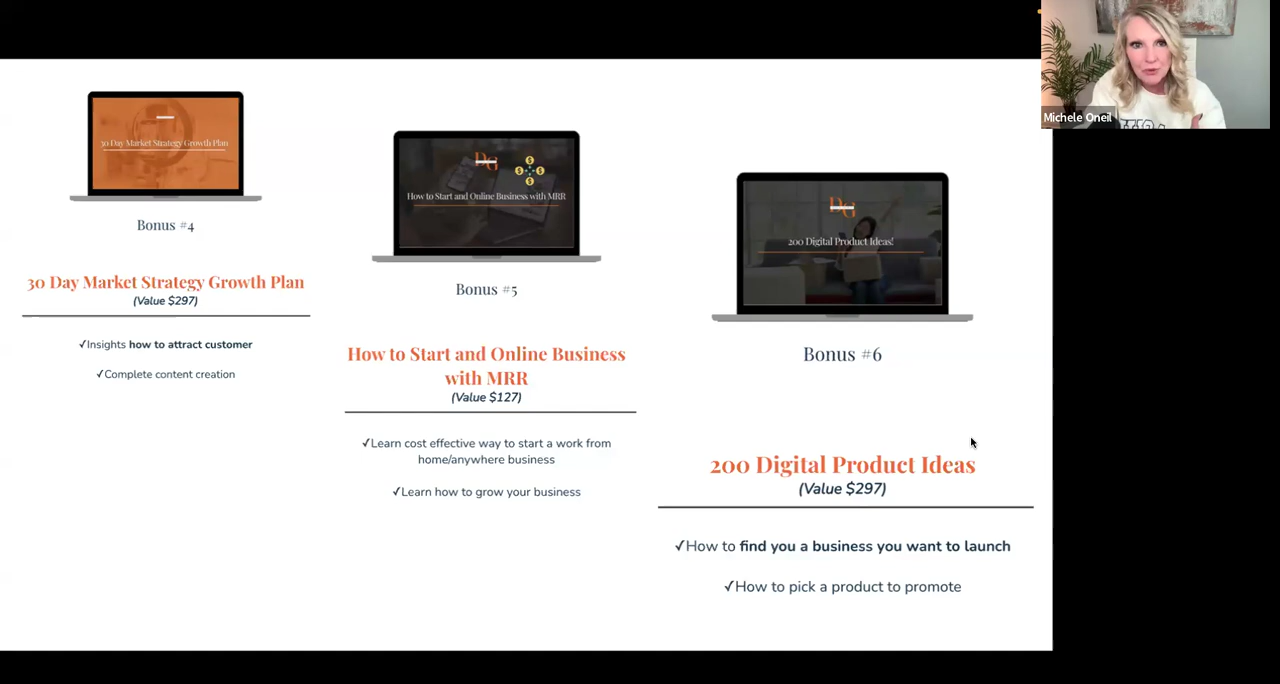 Michele Oneil
30 Day Market Strategy Growth Plan
Bonus #4
30 Day Market Strategy Growth Plan
(Value $297)
✓Insights how to attract customer
✓Complete content creation
DG
How to Start and Online Business with MRR
Bonus #5
How to Start and Online Business
with MRR
(Value $127)
✓Learn cost effective way to start a work from
home/anywhere business
✓Learn how to grow your business
DG
200 Digital Product Ideas!
Bonus #6
200 Digital Product Ideas
(Value $297)
✓How to find you a business you want to launch
✓How to pick a product to promote